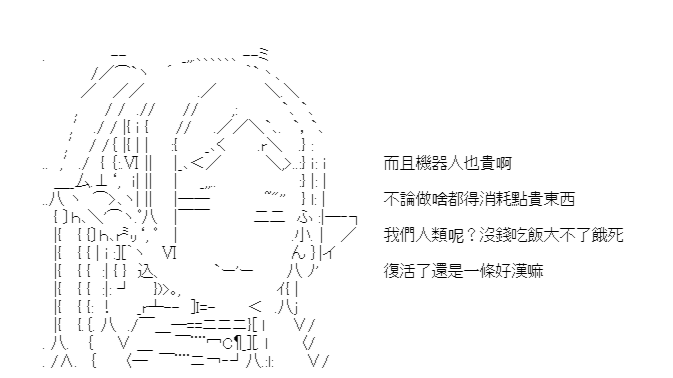 而且機器人也貴啊
不論做啥都得消耗點貴東西
我們人類呢？沒錢吃飯大不了餓死
復活了還是一條好漢嘛